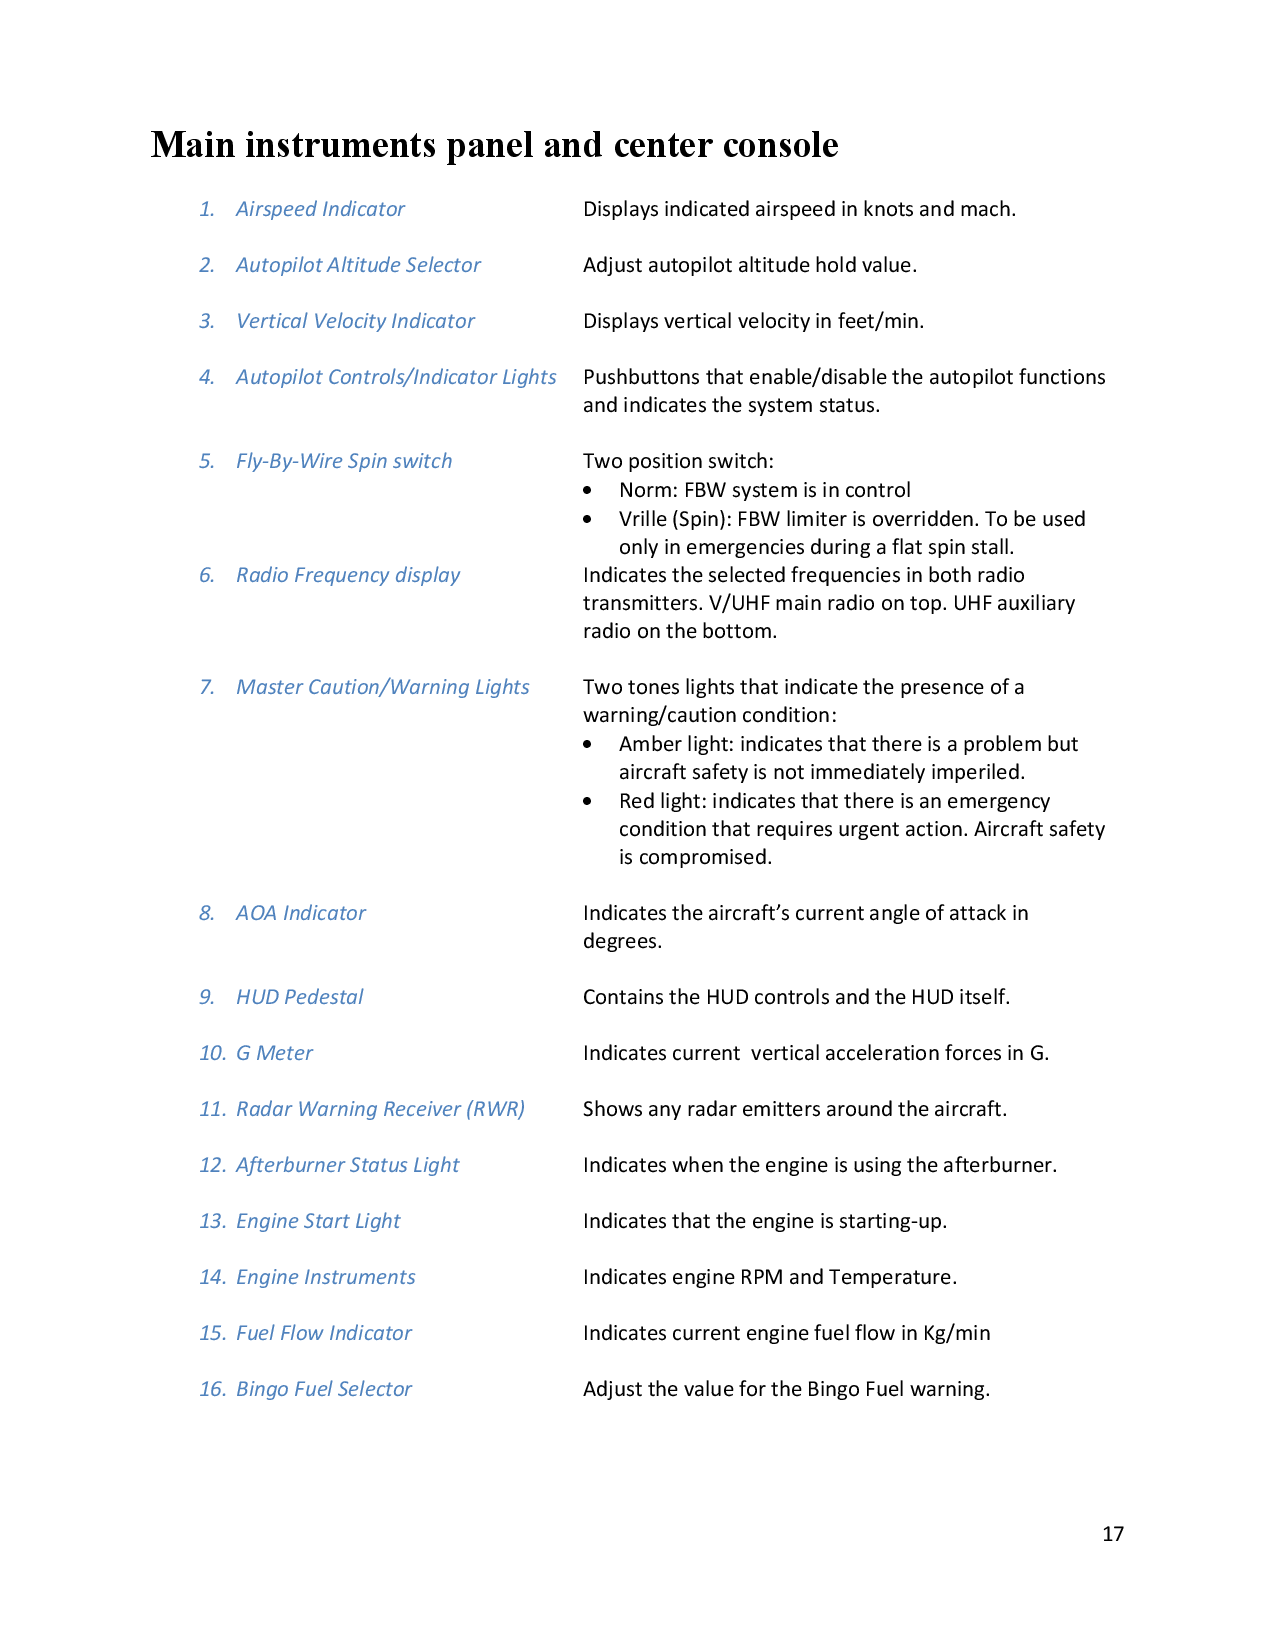 Main instruments panel and center console
1. Airspeed Indicator Displays indicated airspeed in knots and mach.
2. Autopilot Altitude Selector Adjust autopilot altitude hold value.
3. Vertical Velocity Indicator Displays vertical velocity in feet/min.
4. Autopilot Controls/Indicator Lights Pushbuttons that enable/disable the autopilot functions
and indicates the system status.
5. Fly-By-Wire Spin switch Two position switch:
• Norm: FBW system is in control
• Vrille (Spin): FBW limiter is overridden. To be used
only in emergencies during a flat spin stall.
6. Radio Frequency display Indicates the selected frequencies in both radio
transmitters. V/UHF main radio on top. UHF auxiliary
radio on the bottom.
7. Master Caution/Warning Lights Two tones lights that indicate the presence of a
warning/caution condition:
• Amber light: indicates that there is a problem but
aircraft safety is not immediately imperiled.
• Red light: indicates that there is an emergency
condition that requires urgent action. Aircraft safety
is compromised.
8. AOA Indicator Indicates the aircraft’s current angle of attack in
degrees.
9. HUD Pedestal Contains the HUD controls and the HUD itself.
10. G Meter Indicates current  vertical acceleration forces in G.
11. Radar Warning Receiver (RWR) Shows any radar emitters around the aircraft.
12. Afterburner Status Light Indicates when the engine is using the afterburner.
13. Engine Start Light Indicates that the engine is starting-up.
14. Engine Instruments Indicates engine RPM and Temperature.
15. Fuel Flow Indicator Indicates current engine fuel flow in Kg/min
16. Bingo Fuel Selector Adjust the value for the Bingo Fuel warning.
17